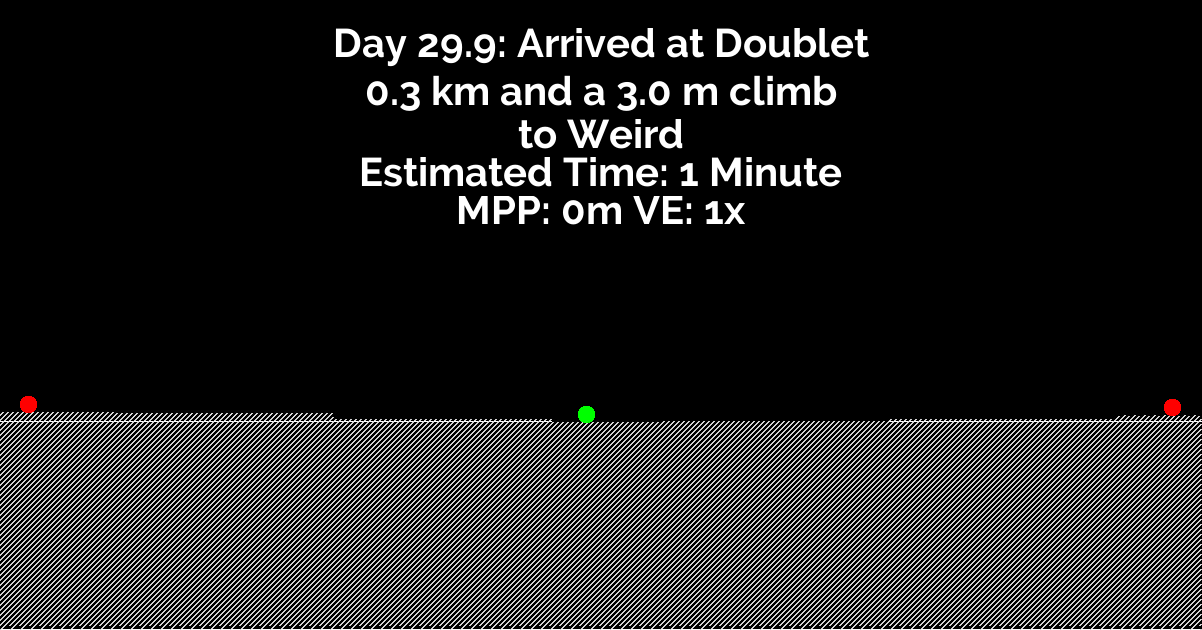 Day 29.9: Arrived at Doublet
0.3 km and a 3.0 m climb
to Weird
Estimated Time: 1 Minute
MPP: 0m VE: 1x